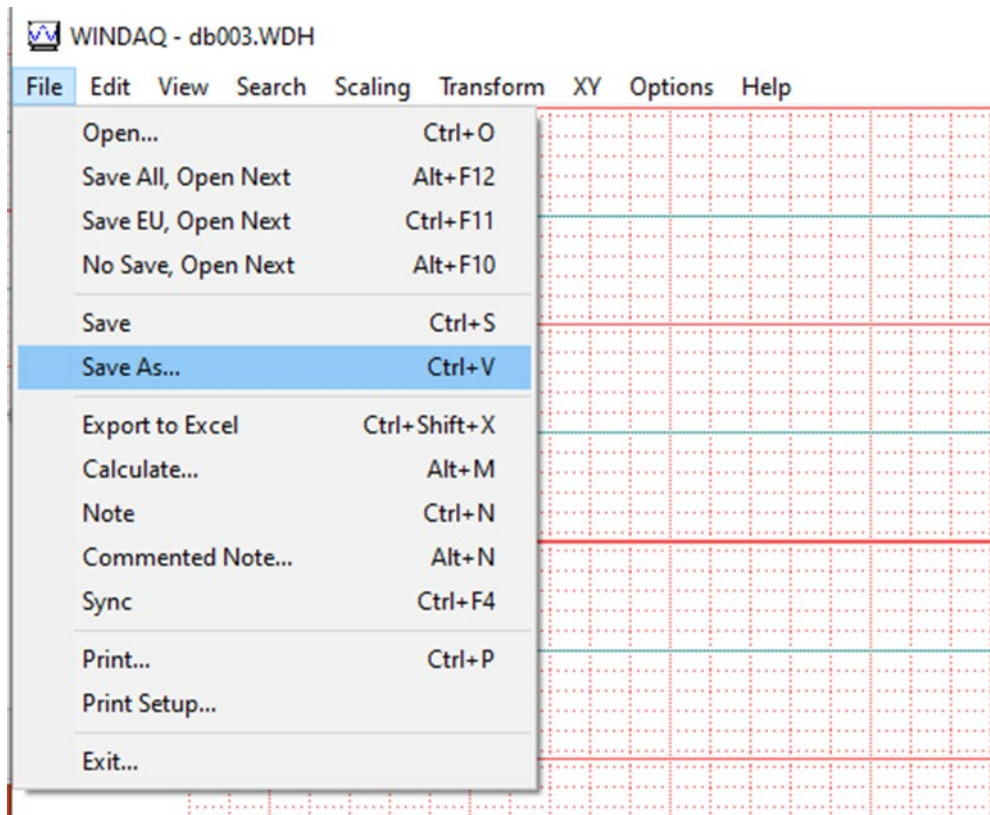 WINDAQ - db003.WDH
File Edit View Search Scaling Transform XY Options Help
Open... Ctrl+O
Save All, Open Next Alt+F12
Save EU, Open Next Ctrl+F11
No Save, Open Next Alt+F10
Save Ctrl+S
Save As... Ctrl+V
Export to Excel Ctrl+Shift+X
Calculate... Alt+M
Note Ctrl+N
Commented Note... Alt+N
Sync Ctrl+F4
Print... Ctrl+P
Print Setup...
Exit...